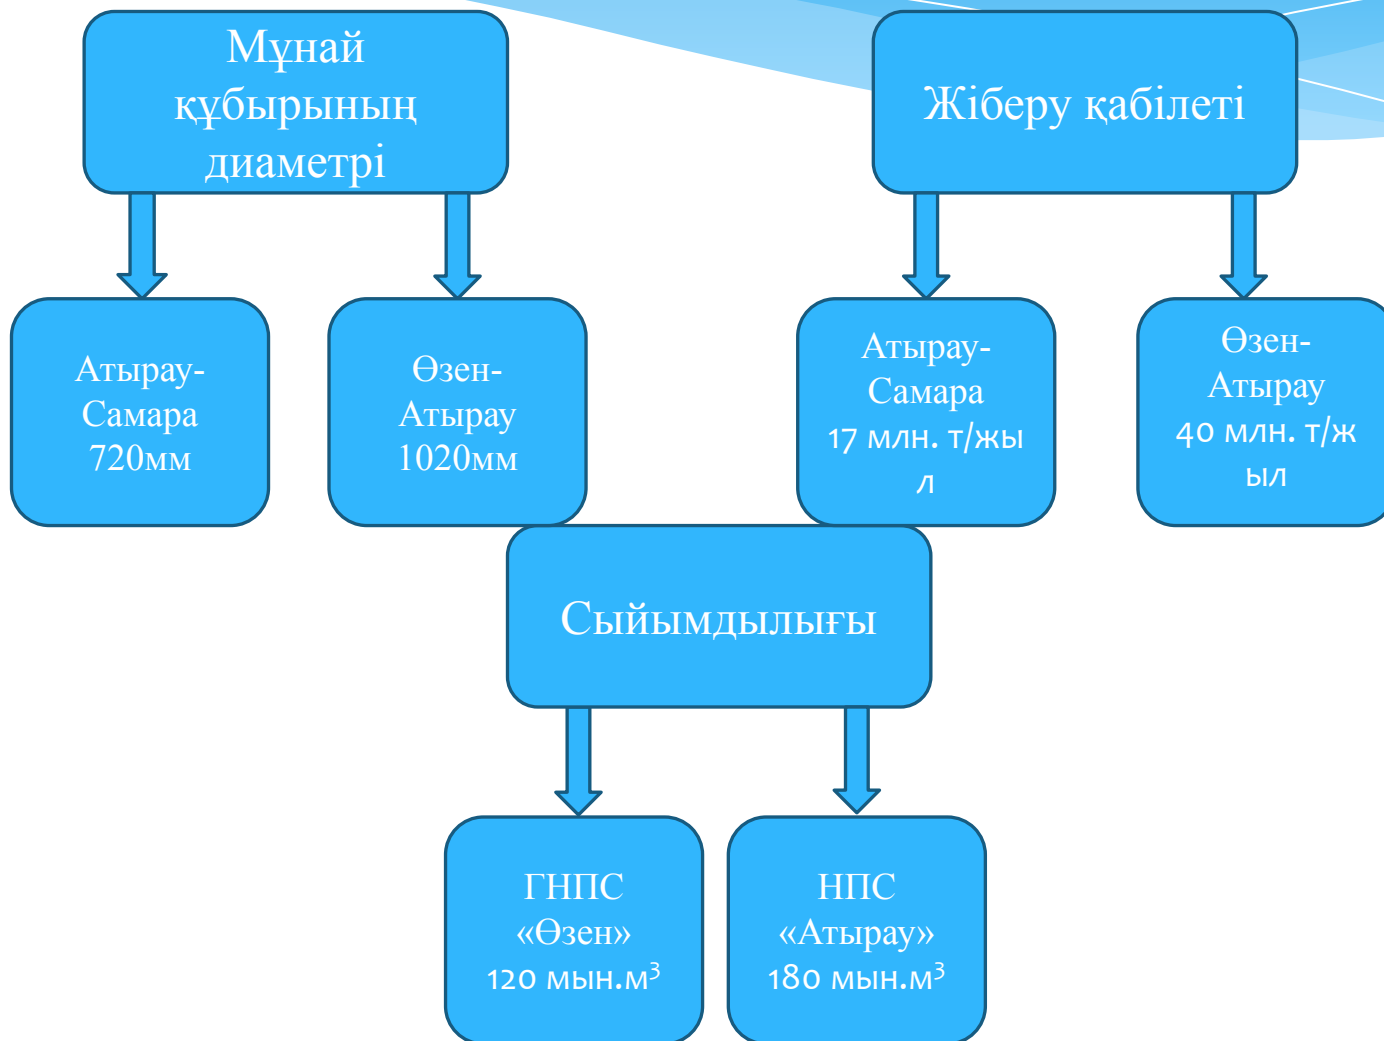 Мұнай
құбырының
диаметрі
Жіберу қабілеті
Атырау-
Самара
720мм
Өзен-
Атырау
1020мм
Атырау-
Самара
17 млн. т/жы
л
Өзен-
Атырау
40 млн. т/ж
ыл
Сыйымдылығы
ГНПС
«Өзен»
120 мын.м³
НПС
«Атырау»
180 мын.м³